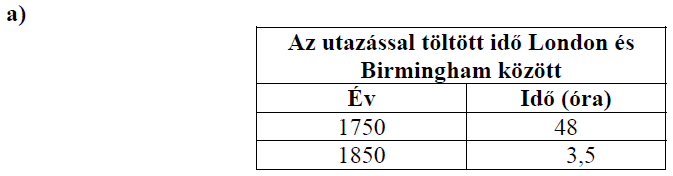 a)
Az utazással töltött idő London és
Birmingham között
Év Idő (óra)
1750 48
1850 3,5